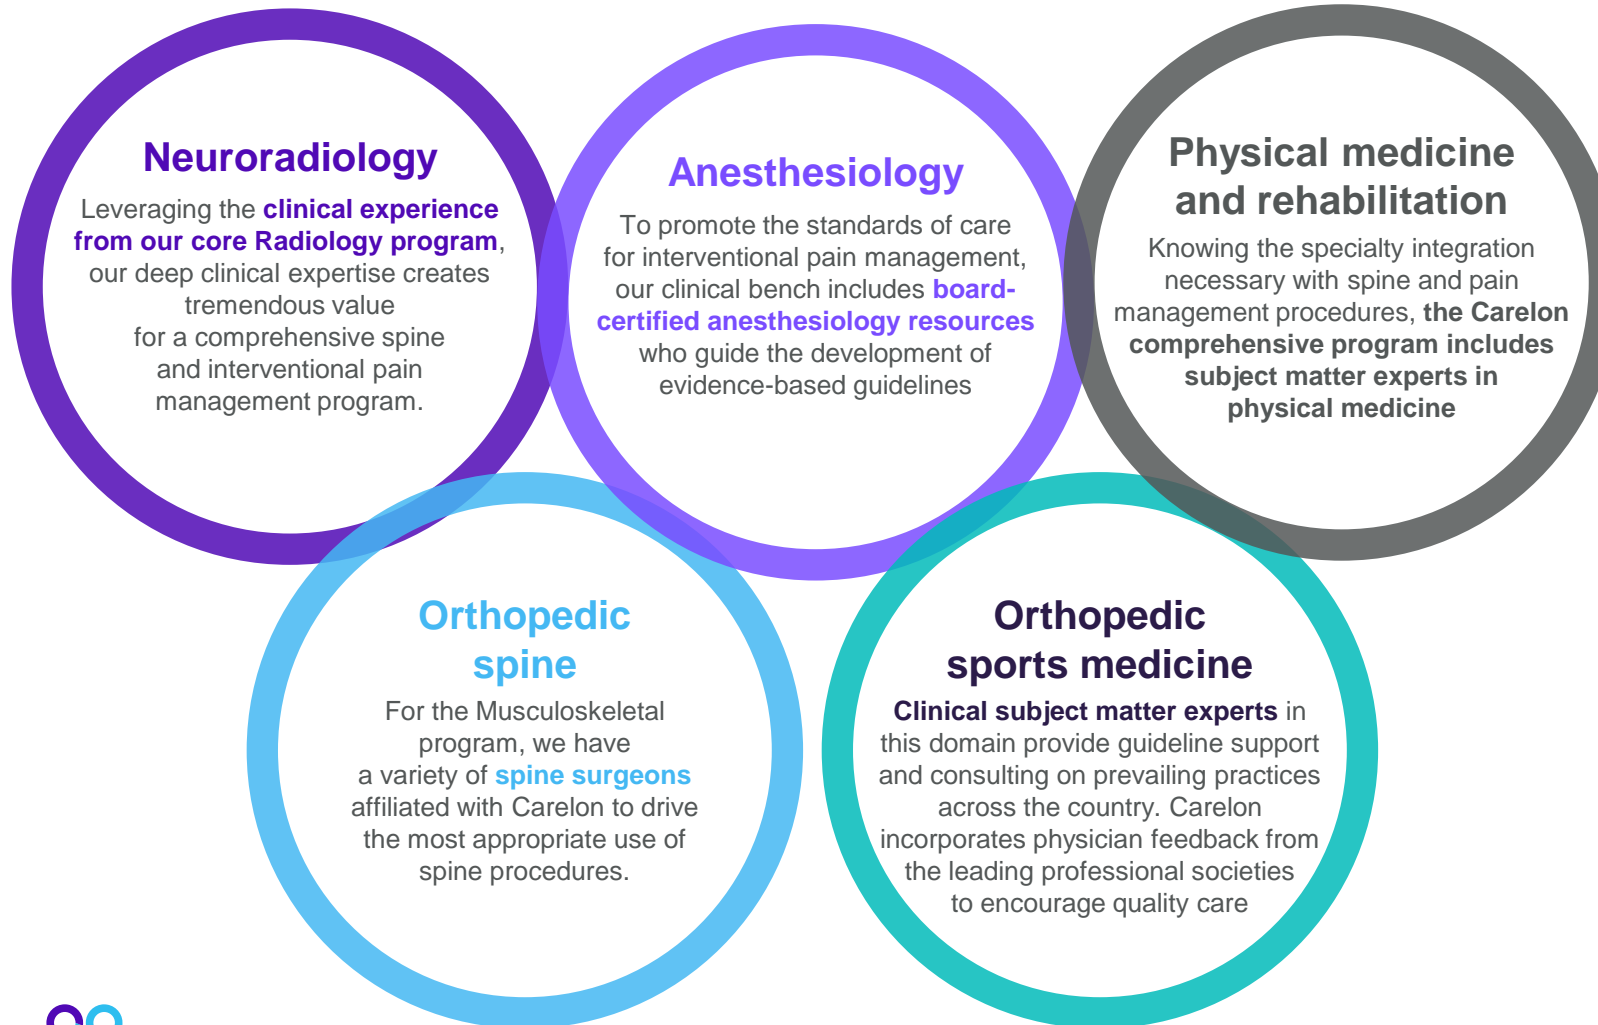 Neuroradiology
Leveraging the clinical experience
from our core Radiology program,
our deep clinical expertise creates
tremendous value
for a comprehensive spine
and interventional pain
management program.
Anesthesiology
To promote the standards of care
for interventional pain management,
our clinical bench includes board-
certified anesthesiology resources
who guide the development of
evidence-based guidelines
Physical medicine
and rehabilitation
Knowing the specialty integration
necessary with spine and pain
management procedures, the Carelon
comprehensive program includes
subject matter experts in
physical medicine
Orthopedic
spine
For the Musculoskeletal
program, we have
a variety of spine surgeons
affiliated with Carelon to drive
the most appropriate use of
spine procedures.
Orthopedic
sports medicine
Clinical subject matter experts in
this domain provide guideline support
and consulting on prevailing practices
across the country. Carelon
incorporates physician feedback from
the leading professional societies
to encourage quality care